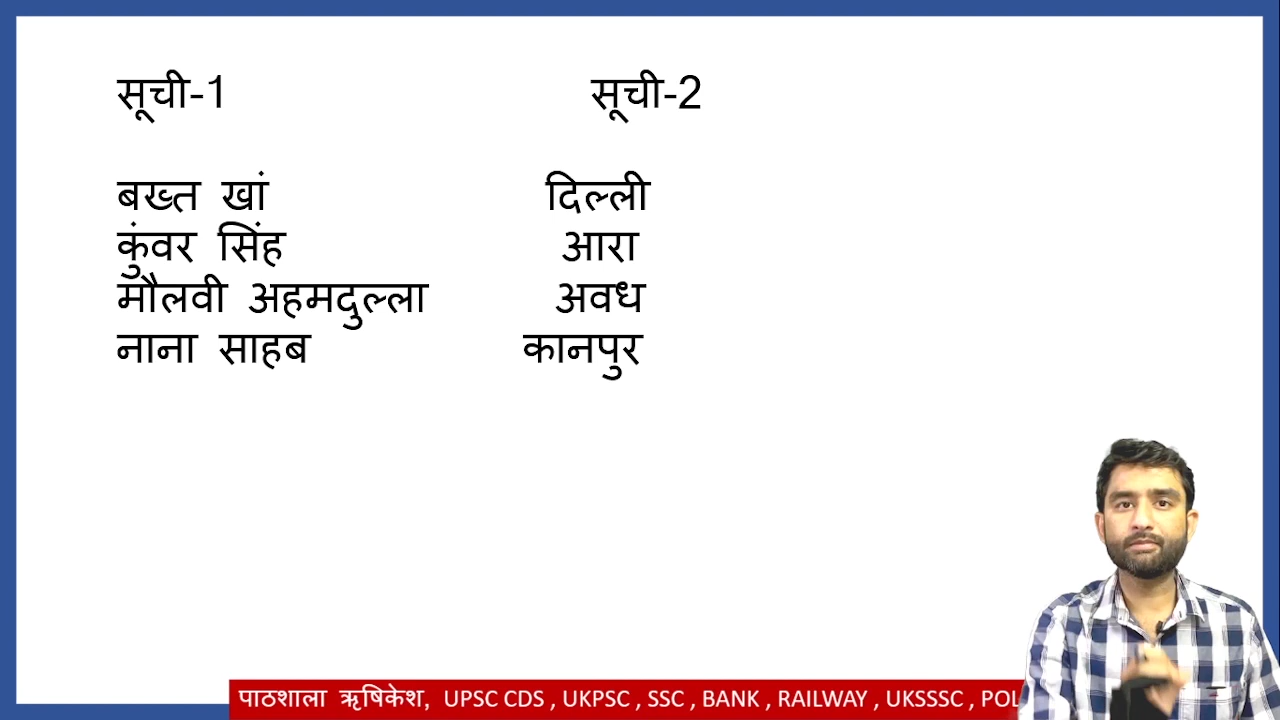 सूची-1 सूची-2
बख्त खां दिल्ली
कुंवर सिंह आरा
मौलवी अहमदुल्ला अवध
नाना साहब कानपुर
पाठशाला ऋषिकेश, UPSC CDS , UKPSC , SSC , BANK , RAILWAY , UKSSSC , POL